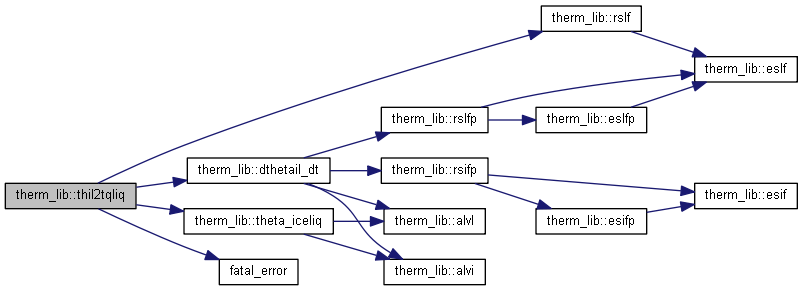 therm_lib::rslf
therm_lib::eslf
therm_lib::rslfp
therm_lib::eslfp
therm_lib::dthetail_dt
therm_lib::rsifp
therm_lib::thil2tqliq
therm_lib::esif
therm_lib::theta_iceliq
therm_lib::alvl
therm_lib::esifp
fatal_error
therm_lib::alvi